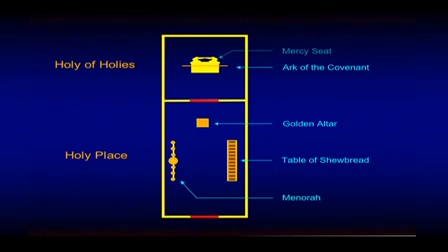 Mercy Seat
Holy of Holies
Ark of the Covenant
Golden Altar
Holy Place
Table of Shewbread
Menorah